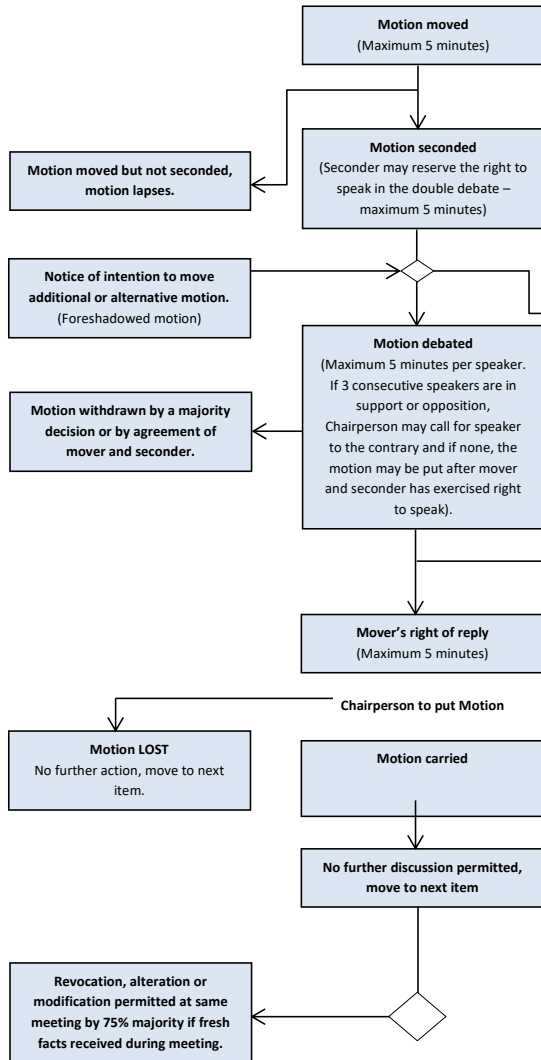 Motion moved
(Maximum 5 minutes)
Motion moved but not seconded,
motion lapses.
Motion seconded
(Seconder may reserve the right to
speak in the double debate –
maximum 5 minutes)
Notice of intention to move
additional or alternative motion.
(Foreshadowed motion)
Motion debated
(Maximum 5 minutes per speaker.
If 3 consecutive speakers are in
support or opposition,
Chairperson may call for speaker
to the contrary and if none, the
motion may be put after mover
and seconder has exercised right
to speak).
Motion withdrawn by a majority
decision or by agreement of
mover and seconder.
Mover’s right of reply
(Maximum 5 minutes)
Chairperson to put Motion
Motion LOST
No further action, move to next
item.
Motion carried
No further discussion permitted,
move to next item
Revocation, alteration or
modification permitted at same
meeting by 75% majority if fresh
facts received during meeting.